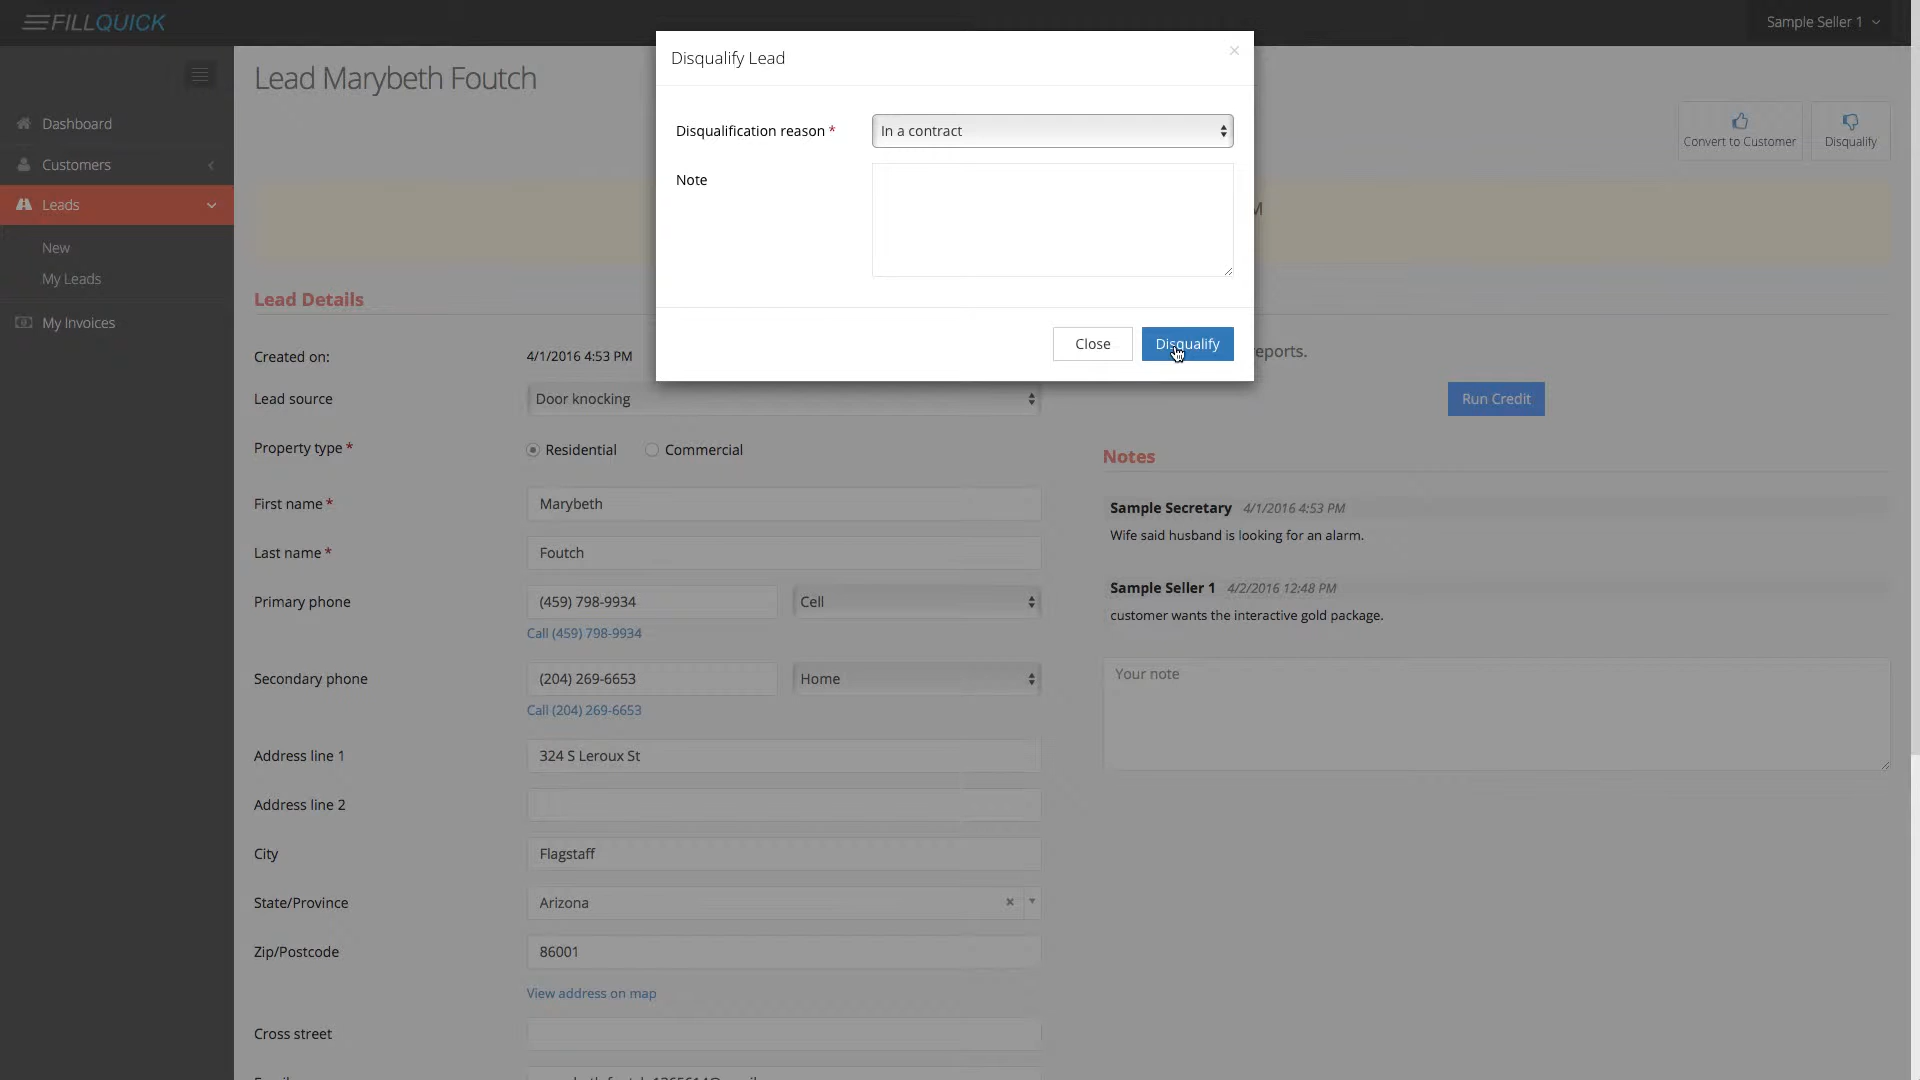 FILLQUICK
Sample Seller 1
Lead Marybeth Foutch
Dashboard
Customers
Leads
New
My Leads
My Invoices
Convert to Customer
Disqualify
Disqualify Lead
×
Disqualification reason *
In a contract
Note
Close
Disqualify
M
Lead Details
Created on:
4/1/2016 4:53 PM
Lead source
Door knocking
Property type *
Residential
Commercial
First name *
Marybeth
Last name *
Foutch
Primary phone
(459) 798-9934
Cell
Call (459) 798-9934
Secondary phone
(204) 269-6653
Home
Call (204) 269-6653
Address line 1
324 S Leroux St
Address line 2
City
Flagstaff
State/Province
Arizona
×
Zip/Postcode
86001
View address on map
Cross street
eports.
Run Credit
Notes
Sample Secretary 4/1/2016 4:53 PM
Wife said husband is looking for an alarm.
Sample Seller 1 4/2/2016 12:48 PM
customer wants the interactive gold package.
Your note